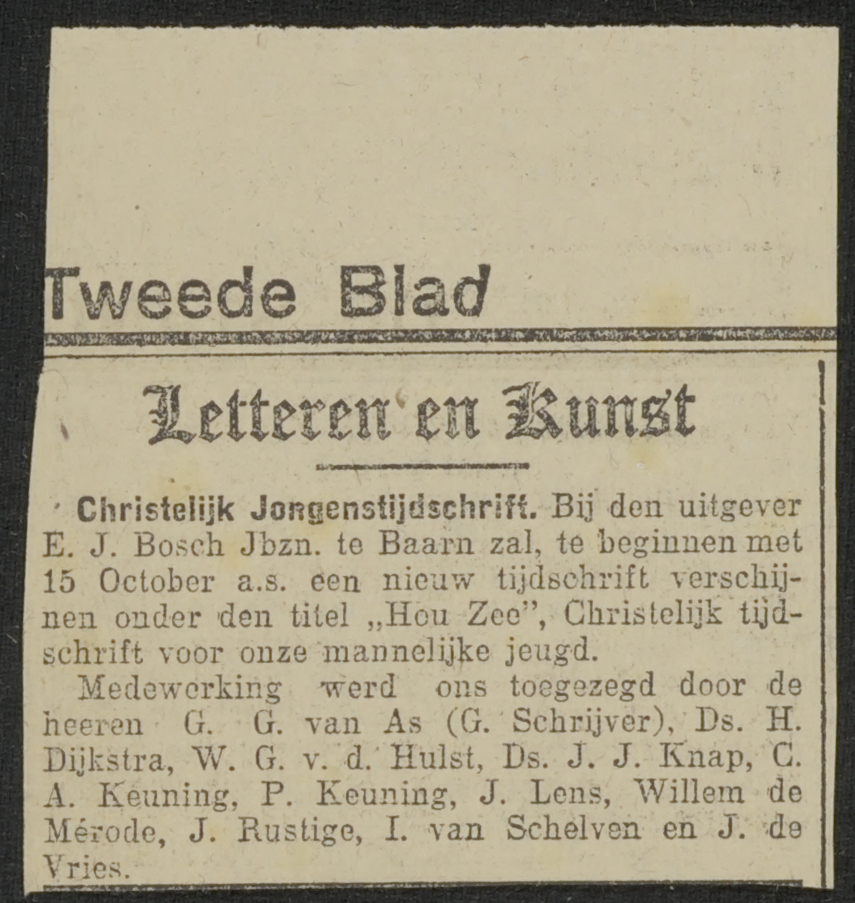 Tweede Blad
Letteren en Kunst
Christelijk Jongenstijdschrift. Bij den uitgever
E. J. Bosch Jbzn. te Baarn zal, te beginnen met
15 October a.s. een nieuw tijdschrift verschij-
nen onder den titel „Hou Zee”, Christelijk tijd-
schrift voor onze mannelijke jeugd.
Medewerking werd ons toegezegd door de
heeren G. G. van As (G. Schrijver), Ds. H.
Dijkstra, W. G. v. d. Hulst, Ds. J. J. Knap, C.
A. Keuning, P. Keuning, J. Lens, Willem de
Mérode, J. Rustige, I. van Schelven en J. de
Vries.